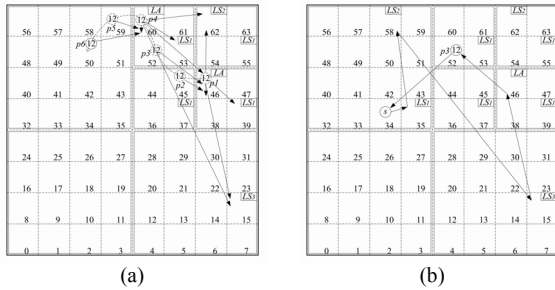 12 12 p4 LA LS2
p5
56 57 58 59 60 61 62 63
p6 12 LS1 LS1
p3 12
48 49 50 51 52 53 54 55
12 12 LA
p2 p1
40 41 42 43 44 45 46 47
LS1 LS1
32 33 34 35 36 37 38 39
24 25 26 27 28 29 30 31
16 17 18 19 20 21 22 23
LS3
8 9 10 11 12 13 14 15
0 1 2 3 4 5 6 7
(a)
LS2 LS2
56 57 58 59 60 61 62 63
LS1 p3 12 LS1 LS1
48 49 50 51 52 53 54 55
LA
40 41 42 43 44 45 46 47
s LS1 LS1 LS1
32 33 34 35 36 37 38 39
24 25 26 27 28 29 30 31
16 17 18 19 20 21 22 23
LS3
8 9 10 11 12 13 14 15
0 1 2 3 4 5 6 7
(b)